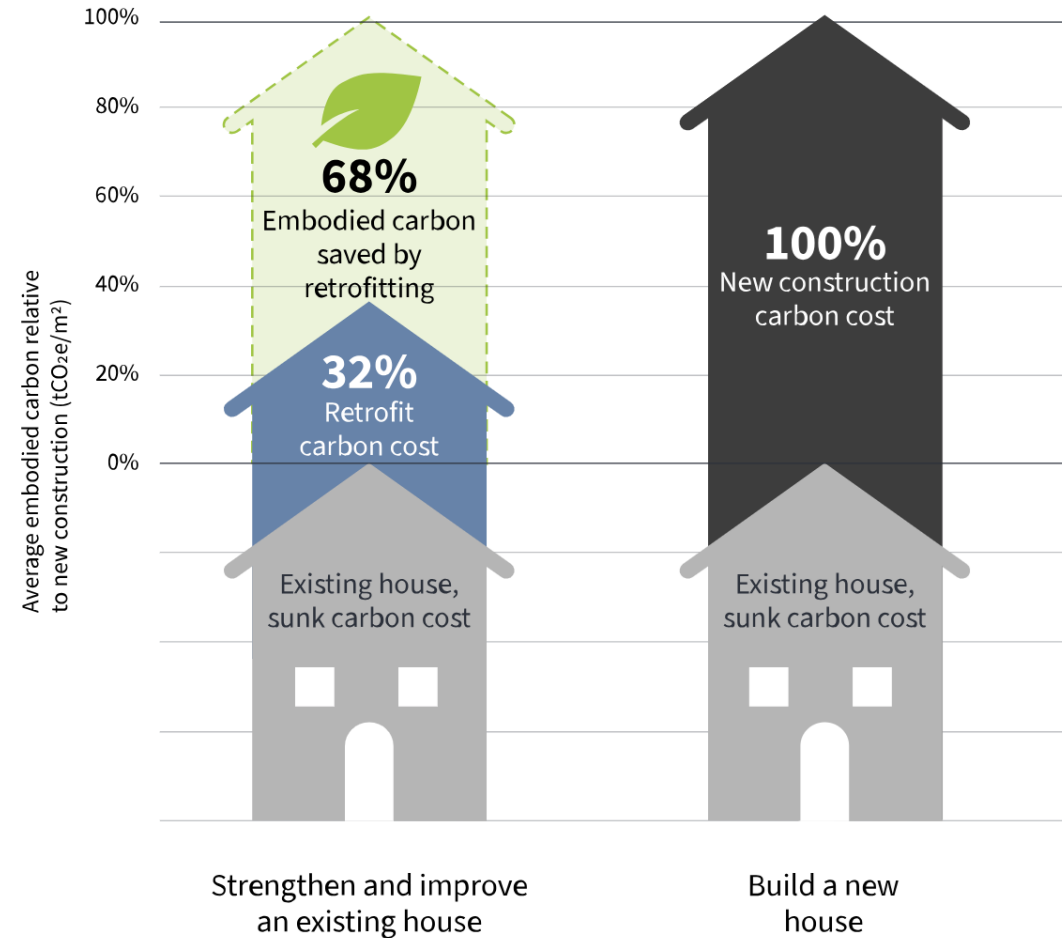 100%
80%
60%
40%
20%
0%
Average embodied carbon relative
to new construction (tCO₂e/m²)
68%
Embodied carbon
saved by
retrofitting
32%
Retrofit
carbon cost
Existing house,
sunk carbon cost
Strengthen and improve
an existing house
100%
New construction
carbon cost
Existing house,
sunk carbon cost
Build a new
house